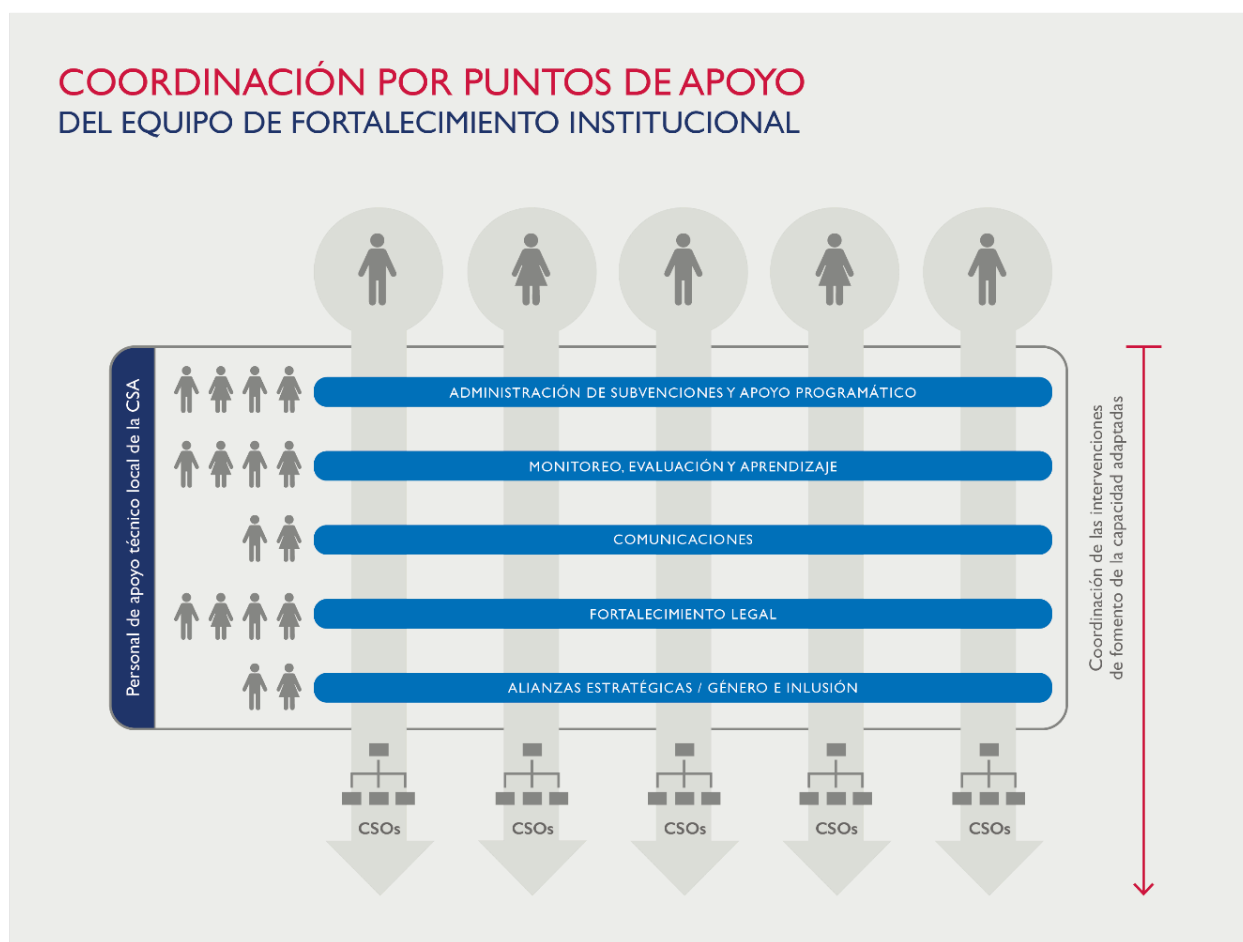 COORDINACIÓN POR PUNTOS DE APOYO
DEL EQUIPO DE FORTALECIMIENTO INSTITUCIONAL
Personal de apoyo técnico local de la CSA
ADMINISTRACIÓN DE SUBVENCIONES Y APOYO PROGRAMÁTICO
MONITOREO, EVALUACIÓN Y APRENDIZAJE
COMUNICACIONES
FORTALECIMIENTO LEGAL
ALIANZAS ESTRATÉGICAS / GÉNERO E INLUSIÓN
Coordinación de las intervenciones
de fomento de la capacidad adaptadas
CSOs
CSOs
CSOs
CSOs
CSOs